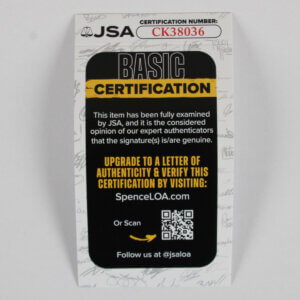 JSA
CERTIFICATION NUMBER:
CK38036
BASIC
CERTIFICATION
This item has been fully examined
by JSA, and it is the considered
opinion of our expert authenticators
that the signature(s) is/are genuine.
UPGRADE TO A LETTER OF
AUTHENTICITY & VERIFY THIS
CERTIFICATION BY VISITING:
SpenceLOA.com
Or Scan
Follow us at @jsaloa